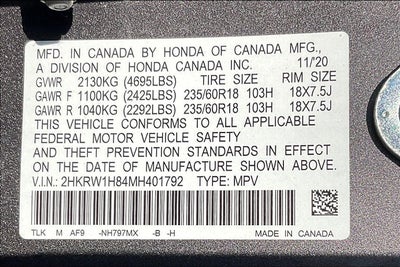 MFD. IN CANADA BY HONDA OF CANADA MFG.,
A DIVISION OF HONDA CANADA INC. 11/'20
GVWR 2130KG (4695LBS) TIRE SIZE RIM SIZE
GAWR F 1100KG (2425LBS) 235/60R18 103H 18X7.5J
GAWR R 1040KG (2292LBS) 235/60R18 103H 18X7.5J
THIS VEHICLE CONFORMS TO ALL APPLICABLE
FEDERAL MOTOR VEHICLE SAFETY
AND THEFT PREVENTION STANDARDS IN EFFECT
ON THE DATE OF MANUFACTURE SHOWN ABOVE.
V.I.N.: 2HKRW1H84MH401792 TYPE: MPV
TLK M AF9 -NH797MX -B -H MADE IN CANADA